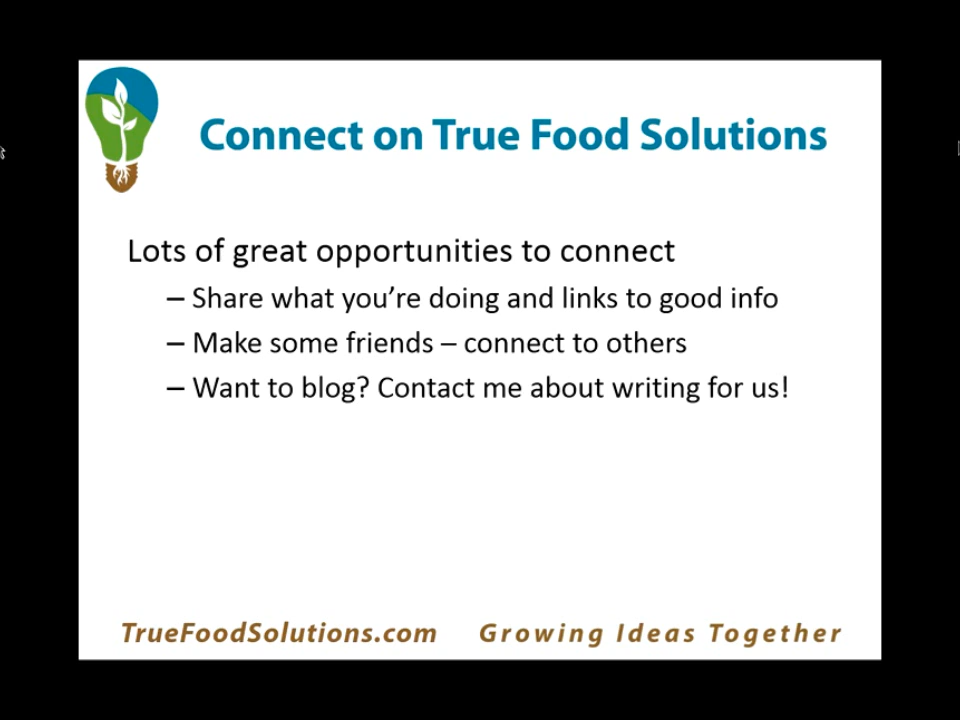 Connect on True Food Solutions
Lots of great opportunities to connect
– Share what you’re doing and links to good info
– Make some friends – connect to others
– Want to blog? Contact me about writing for us!
TrueFoodSolutions.com Growing Ideas Together